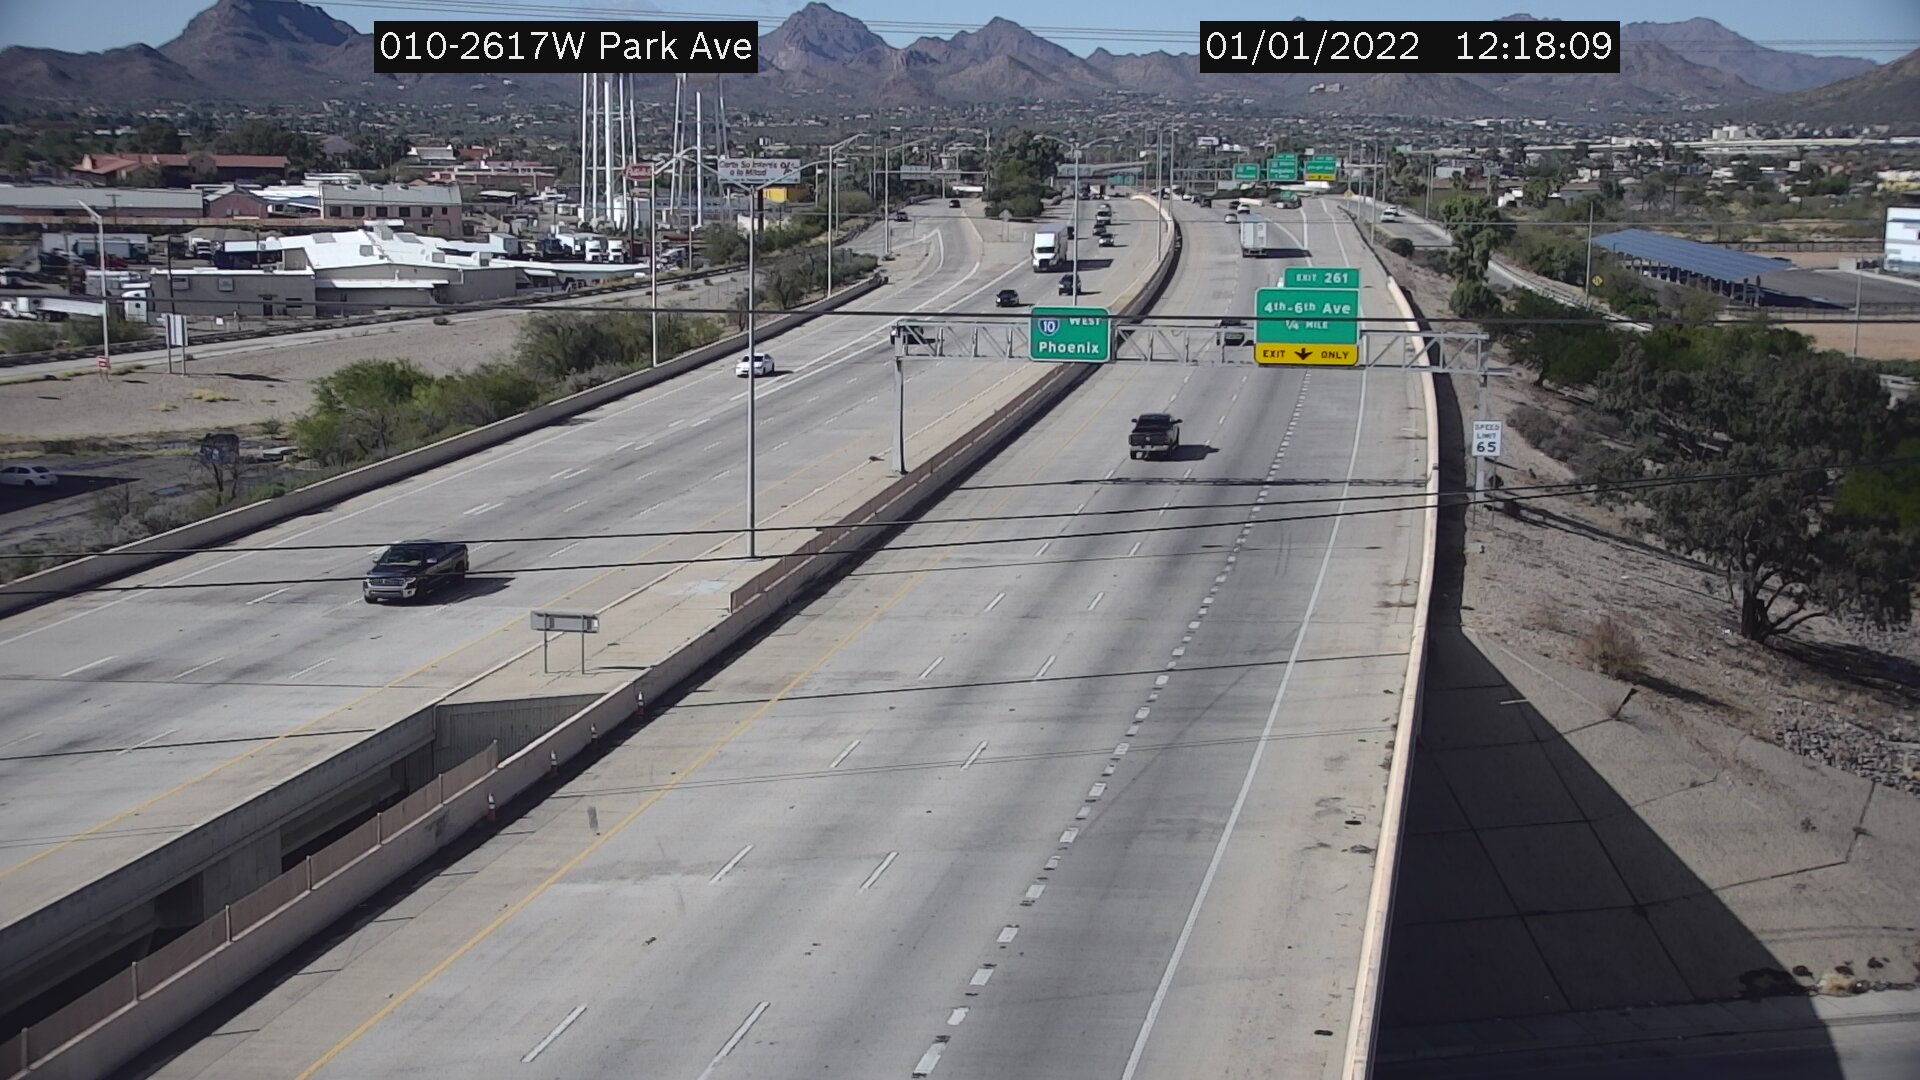 010-2617W Park Ave
01/01/2022 12:18:09
EXIT 261
4th-6th Ave
1/4 MILE
EXIT ONLY
10 WEST
Phoenix
SPEED
LIMIT
65